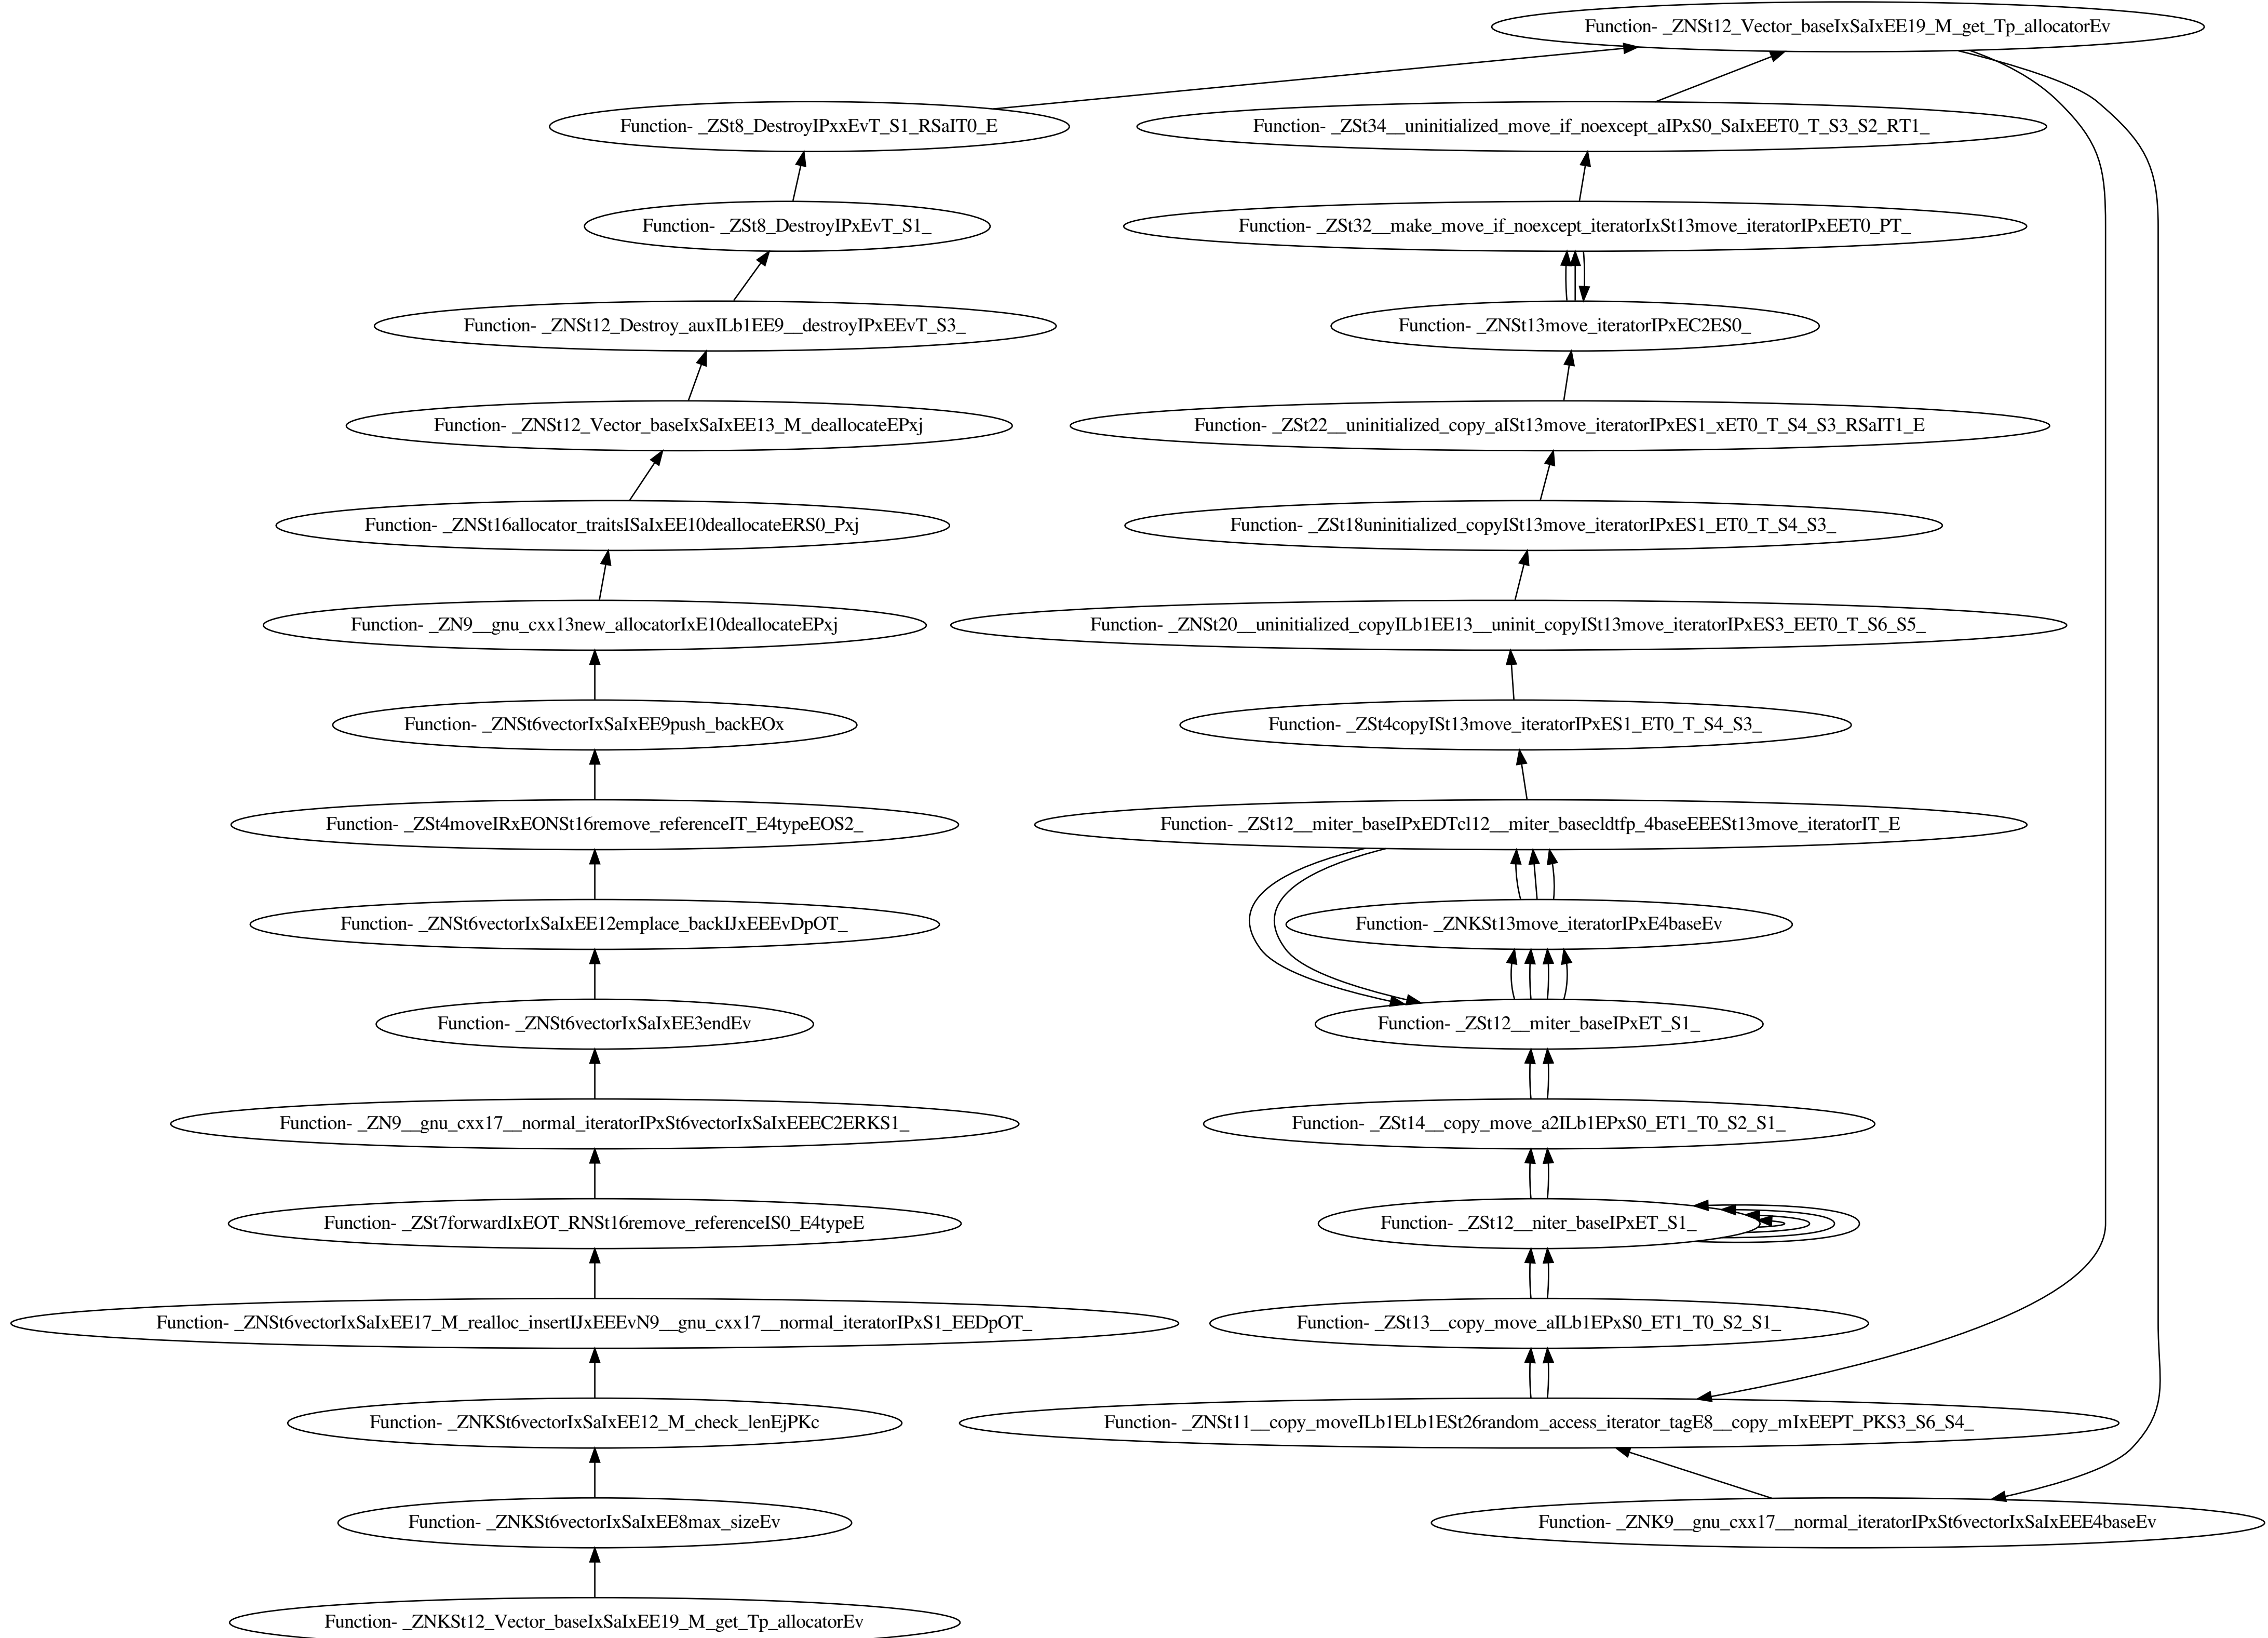 Function- _ZNSt12_Vector_baseIxSaIxEE19_M_get_Tp_allocatorEv
Function- _ZSt8_DestroyIPxxEvT_S1_RSaIT0_E
Function- _ZSt34__uninitialized_move_if_noexcept_aIPxS0_SaIxEET0_T_S3_S2_RT1_
Function- _ZSt8_DestroyIPxEvT_S1_
Function- _ZSt32__make_move_if_noexcept_iteratorIxSt13move_iteratorIPxEET0_PT_
Function- _ZNSt12_Destroy_auxILb1EE9__destroyIPxEEvT_S3_
Function- _ZNSt13move_iteratorIPxEC2ES0_
Function- _ZNSt12_Vector_baseIxSaIxEE13_M_deallocateEPxj
Function- _ZSt22__uninitialized_copy_aISt13move_iteratorIPxES1_xET0_T_S4_S3_RSaIT1_E
Function- _ZNSt16allocator_traitsISaIxEE10deallocateERS0_Pxj
Function- _ZSt18uninitialized_copyISt13move_iteratorIPxES1_ET0_T_S4_S3_
Function- _ZN9__gnu_cxx13new_allocatorIxE10deallocateEPxj
Function- _ZNSt20__uninitialized_copyILb1EE13__uninit_copyISt13move_iteratorIPxES3_EET0_T_S6_S5_
Function- _ZNSt6vectorIxSaIxEE9push_backEOx
Function- _ZSt4copyISt13move_iteratorIPxES1_ET0_T_S4_S3_
Function- _ZSt4moveIRxEONSt16remove_referenceIT_E4typeEOS2_
Function- _ZSt12__miter_baseIPxEDTcl12__miter_basecldtfp_4baseEEESt13move_iteratorIT_E
Function- _ZNSt6vectorIxSaIxEE12emplace_backIJxEEEvDpOT_
Function- _ZNKSt13move_iteratorIPxE4baseEv
Function- _ZNSt6vectorIxSaIxEE3endEv
Function- _ZSt12__miter_baseIPxET_S1_
Function- _ZN9__gnu_cxx17__normal_iteratorIPxSt6vectorIxSaIxEEEC2ERKS1_
Function- _ZSt14__copy_move_a2ILb1EPxS0_ET1_T0_S2_S1_
Function- _ZSt7forwardIxEOT_RNSt16remove_referenceIS0_E4typeE
Function- _ZSt12__niter_baseIPxET_S1_
Function- _ZNSt6vectorIxSaIxEE17_M_realloc_insertIJxEEEvN9__gnu_cxx17__normal_iteratorIPxS1_EEDpOT_
Function- _ZSt13__copy_move_aILb1EPxS0_ET1_T0_S2_S1_
Function- _ZNKSt6vectorIxSaIxEE12_M_check_lenEjPKc
Function- _ZNSt11__copy_moveILb1ELb1ESt26random_access_iterator_tagE8__copy_mIxEEPT_PKS3_S6_S4_
Function- _ZNKSt6vectorIxSaIxEE8max_sizeEv
Function- _ZNK9__gnu_cxx17__normal_iteratorIPxSt6vectorIxSaIxEEE4baseEv
Function- _ZNKSt12_Vector_baseIxSaIxEE19_M_get_Tp_allocatorEv